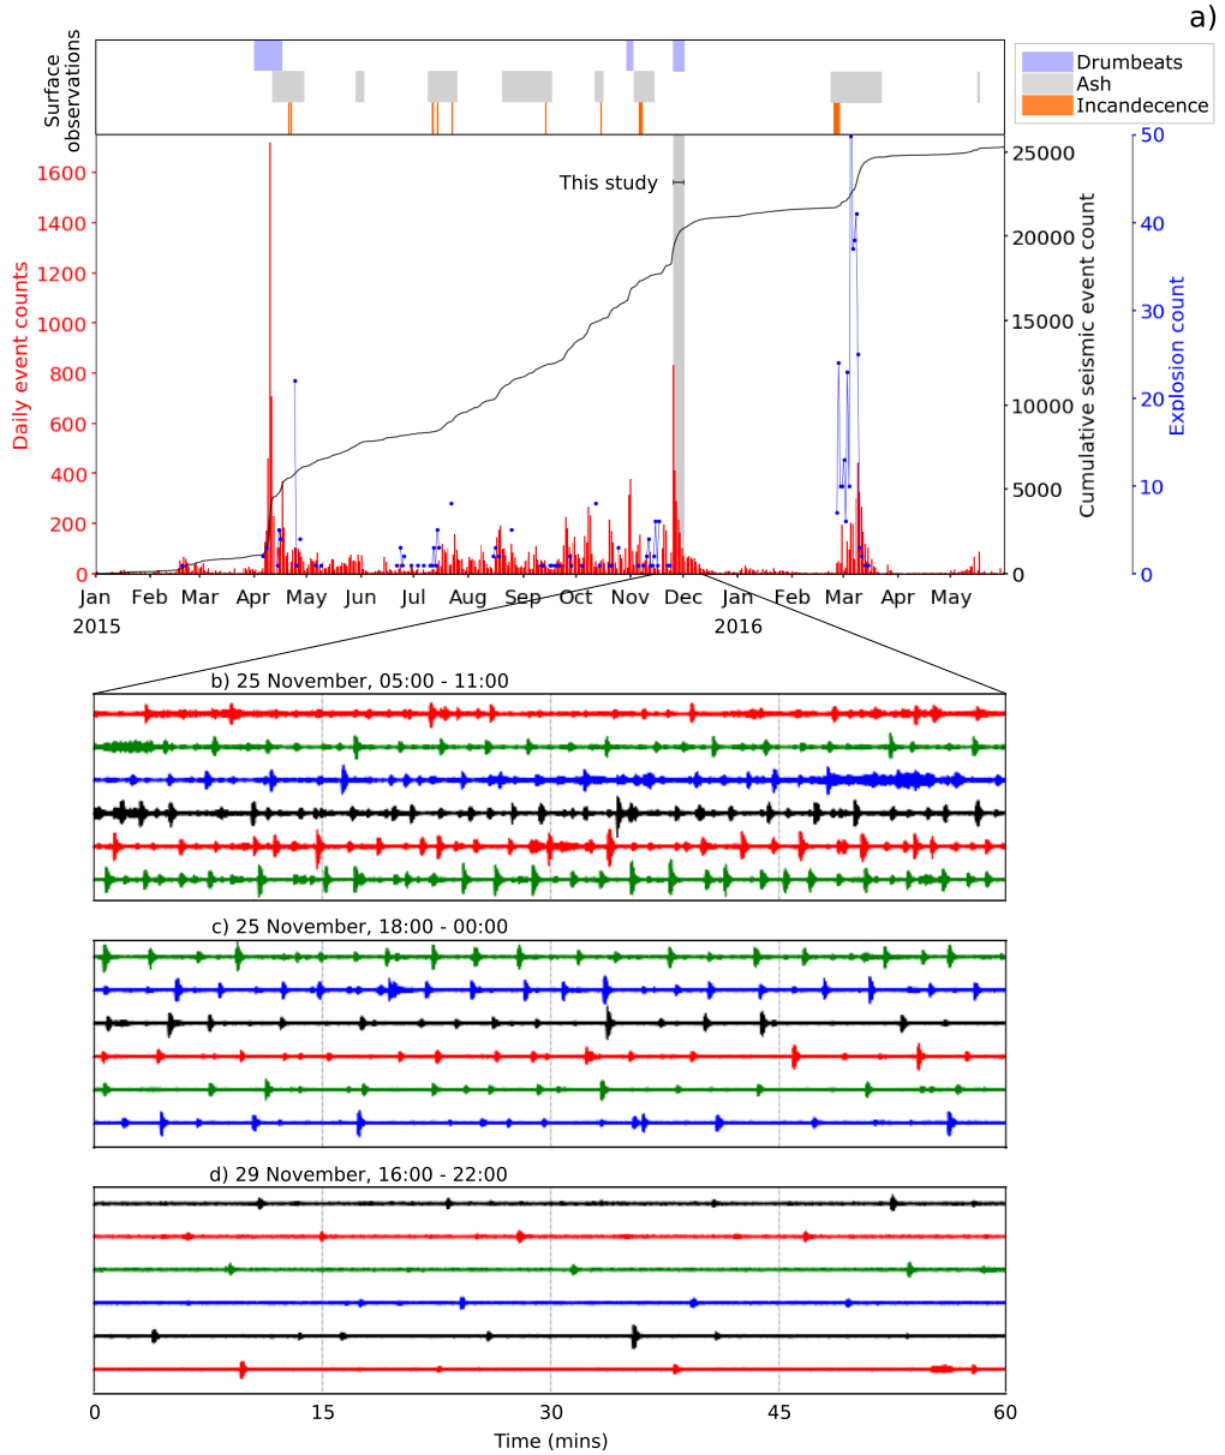 a)
Surface
observations
Drumbeats
Ash
Incandecence
This study
Daily event counts
1600
1400
1200
1000
800
600
400
200
0
25000
20000
15000
10000
5000
0
Cumulative seismic event count
50
40
30
20
10
0
Explosion count
Jan Feb Mar Apr May Jun Jul Aug Sep Oct Nov Dec Jan Feb Mar Apr May
2015 2016
b) 25 November, 05:00 - 11:00
c) 25 November, 18:00 - 00:00
d) 29 November, 16:00 - 22:00
0 15 30 45 60
Time (mins)